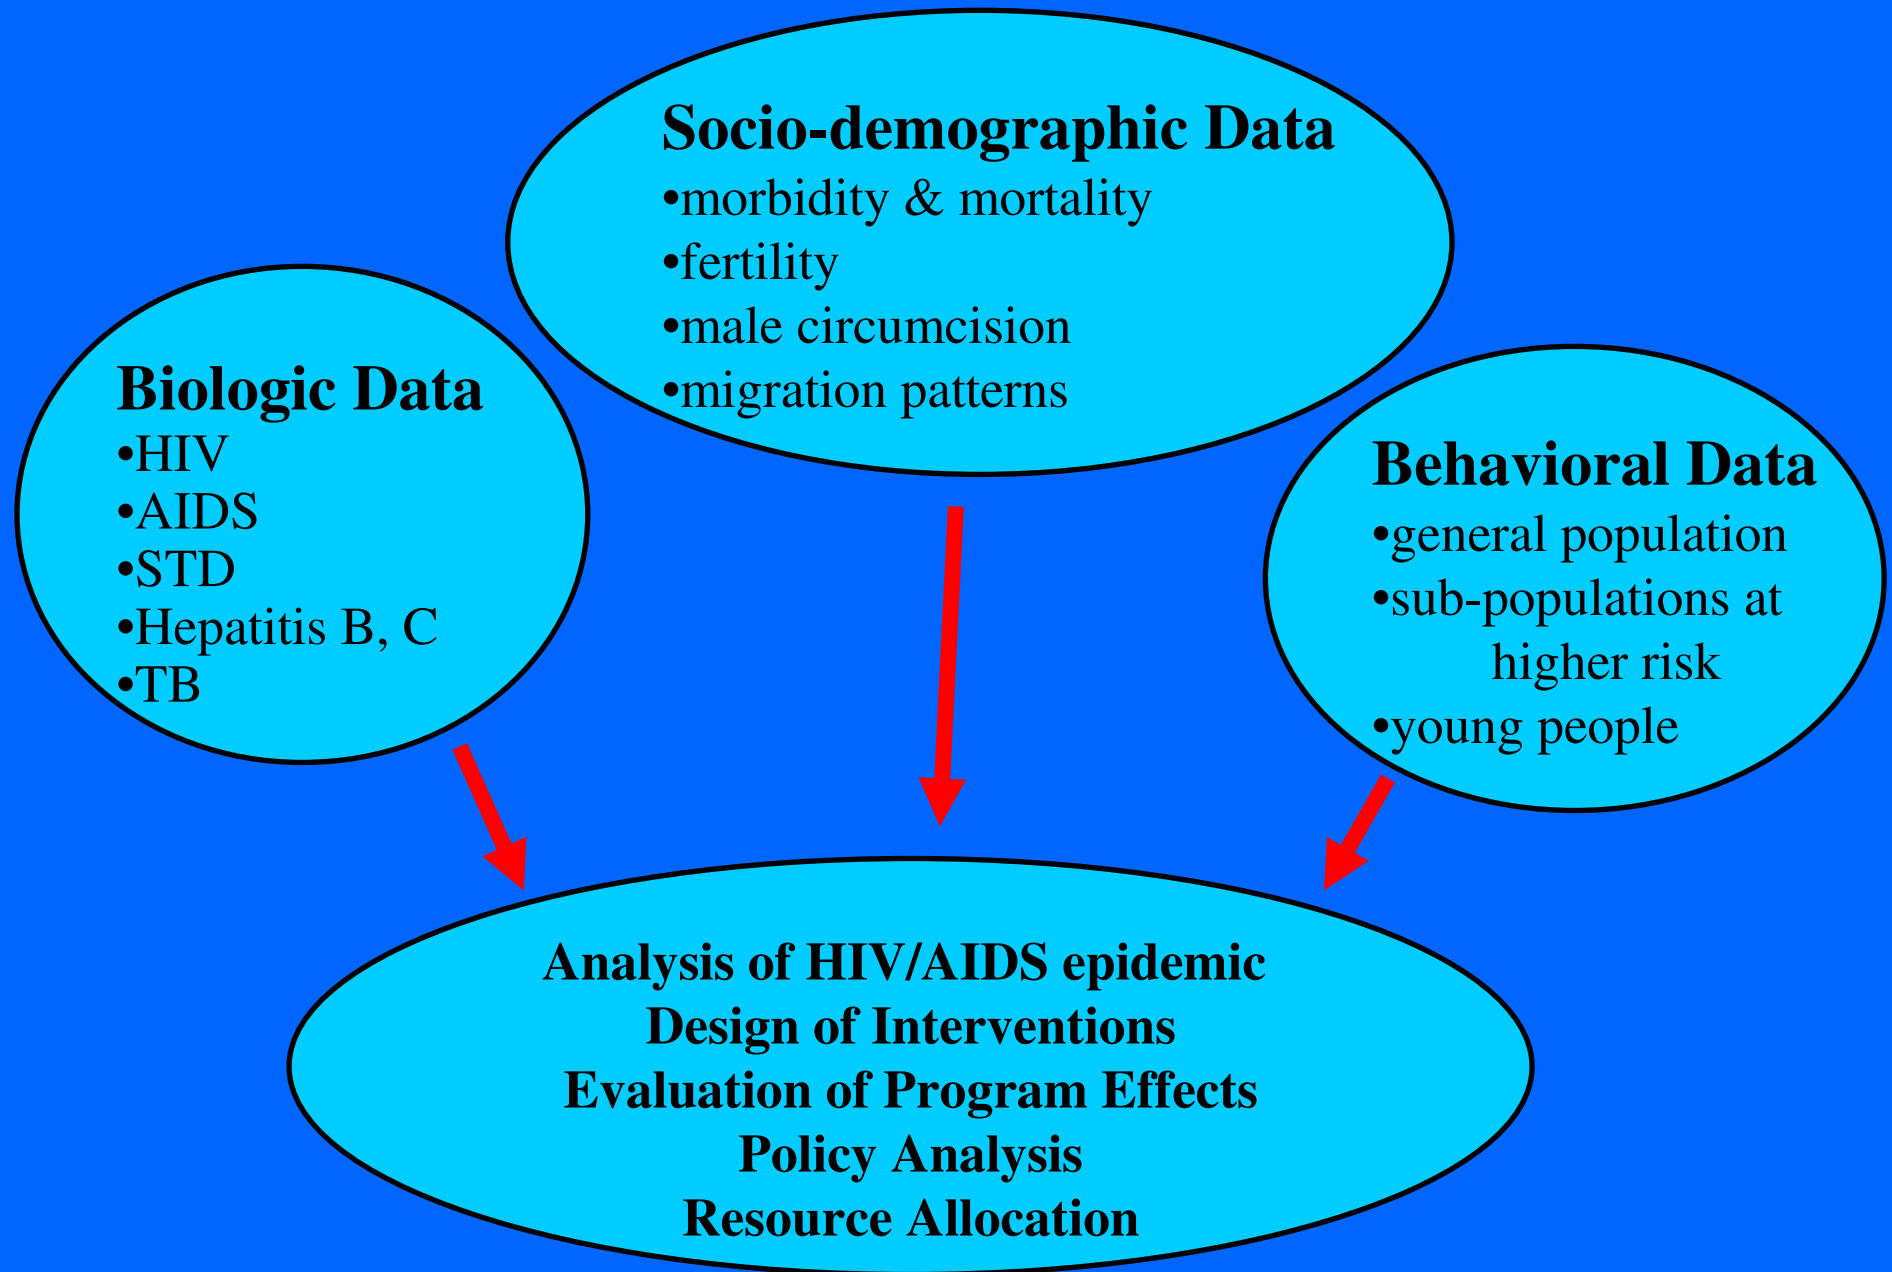 Socio-demographic Data
•morbidity & mortality
•fertility
•male circumcision
•migration patterns
Biologic Data
•HIV
•AIDS
•STD
•Hepatitis B, C
•TB
Behavioral Data
•general population
•sub-populations at
higher risk
•young people
Analysis of HIV/AIDS epidemic
Design of Interventions
Evaluation of Program Effects
Policy Analysis
Resource Allocation